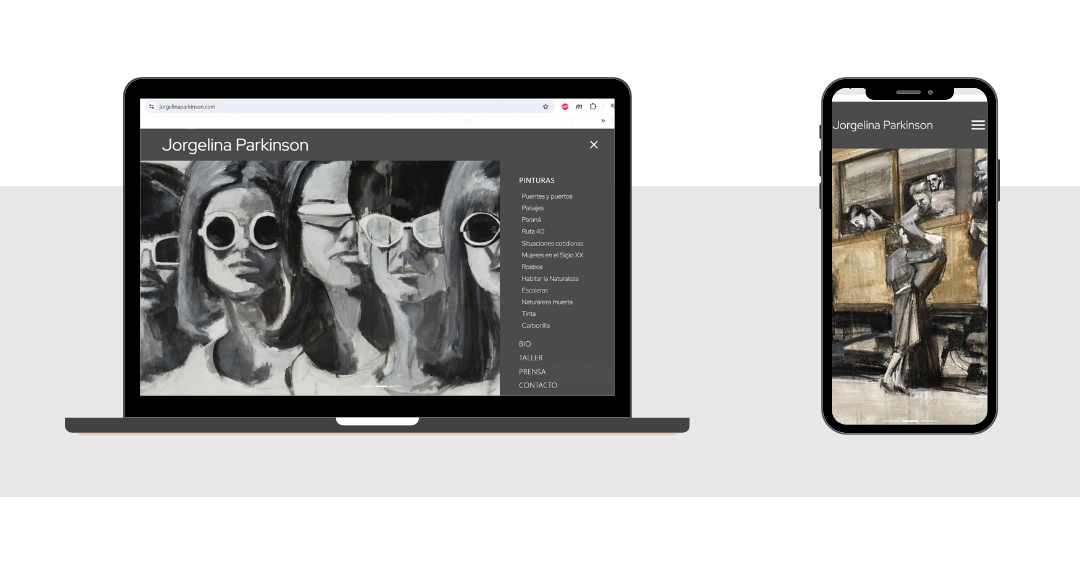 jorgelinaparkinson.com
Jorgelina Parkinson
PINTURAS
Puentes y puertos
Paisajes
Paraná
Ruta 40
Situaciones cotidianas
Mujeres en el Siglo XX
Rostros
Habitar la Naturaleza
Escaleras
Naturaleza muerta
Tinta
Carbonilla
BIO
TALLER
PRENSA
CONTACTO
Jorgelina Parkinson